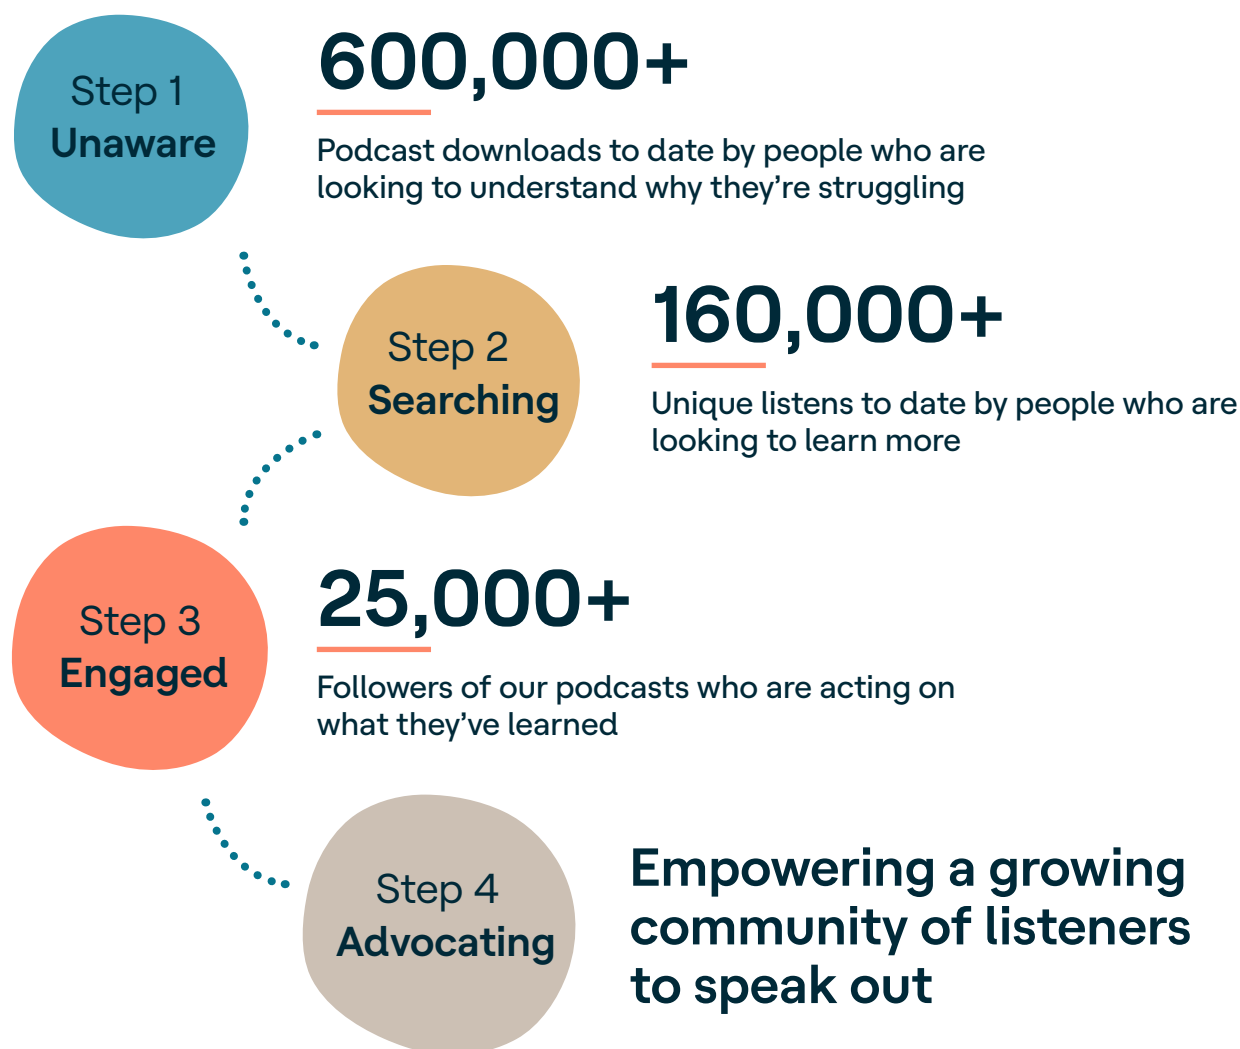 Step 1
Unaware
600,000+
Podcast downloads to date by people who are
looking to understand why they’re struggling
Step 2
Searching
160,000+
Unique listens to date by people who are
looking to learn more
Step 3
Engaged
25,000+
Followers of our podcasts who are acting on
what they’ve learned
Step 4
Advocating
Empowering a growing
community of listeners
to speak out